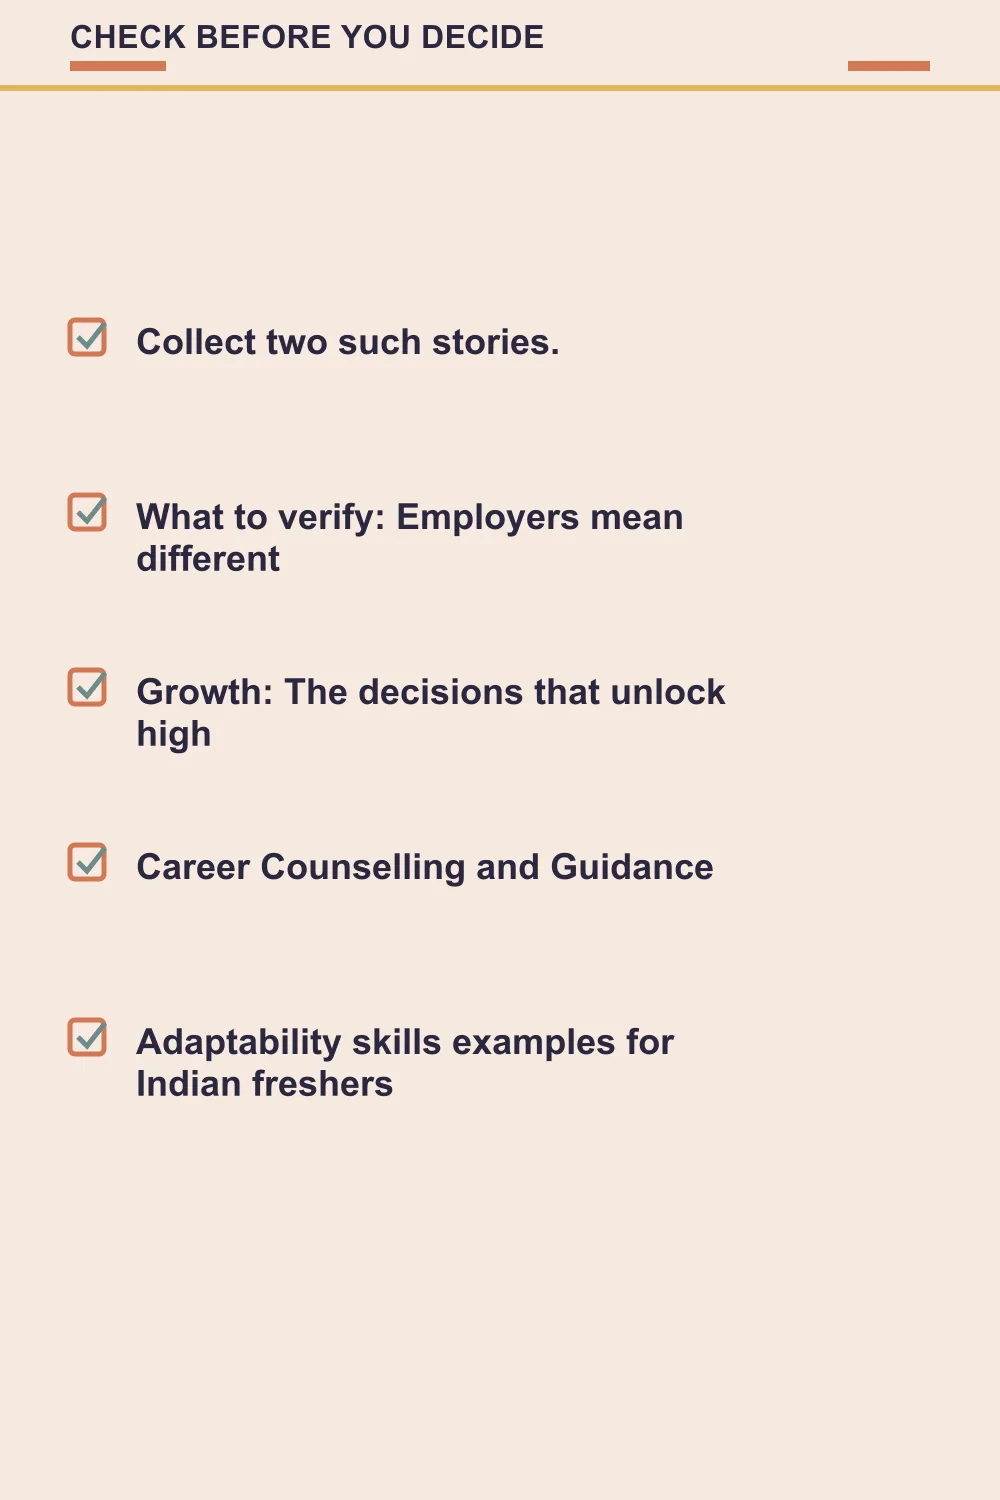 CHECK BEFORE YOU DECIDE
Collect two such stories.
What to verify: Employers mean
different
Growth: The decisions that unlock
high
Career Counselling and Guidance
Adaptability skills examples for
Indian freshers